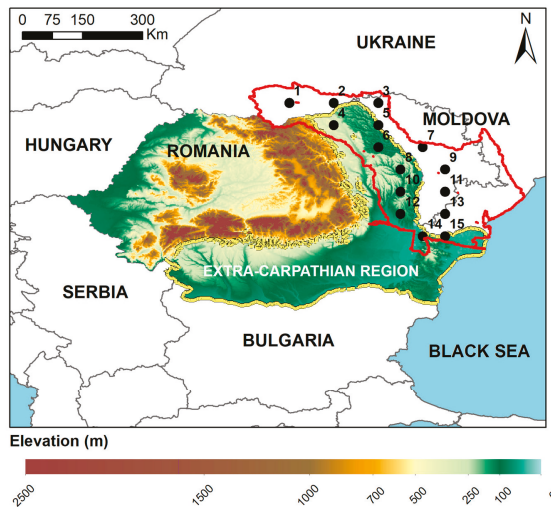 0 75 150 300
Km
N
UKRAINE
1 2 3
4 5
MOLDOVA
6 7
HUNGARY
ROMANIA
8 9
10 11
12 13
14 15
EXTRA-CARPATHIAN REGION
SERBIA
BULGARIA
BLACK SEA
Elevation (m)
2500 1500 1000 700 500 250 100 50